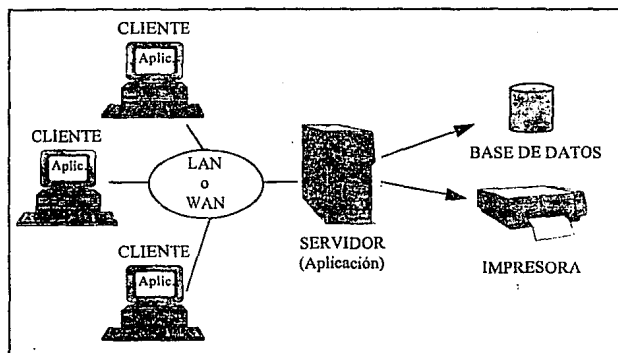 CLIENTE
Aplic.
CLIENTE
Aplic.
CLIENTE
Aplic.
LAN
o
WAN
SERVIDOR
(Aplicación)
BASE DE DATOS
IMPRESORA